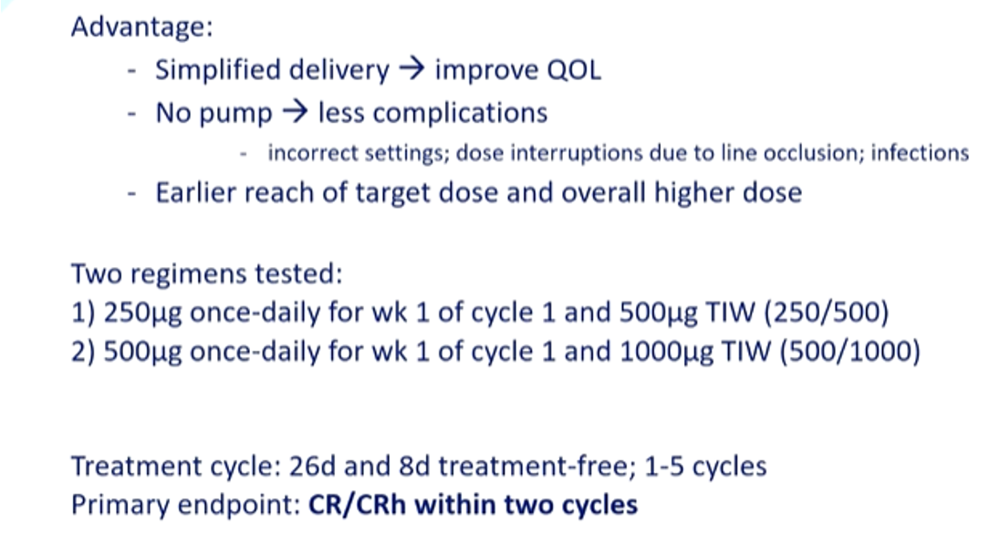 Advantage:
- Simplified delivery → improve QOL
- No pump → less complications
- incorrect settings; dose interruptions due to line occlusion; infections
- Earlier reach of target dose and overall higher dose
Two regimens tested:
1) 250µg once-daily for wk 1 of cycle 1 and 500µg TIW (250/500)
2) 500µg once-daily for wk 1 of cycle 1 and 1000µg TIW (500/1000)
Treatment cycle: 26d and 8d treatment-free; 1-5 cycles
Primary endpoint: CR/CRh within two cycles